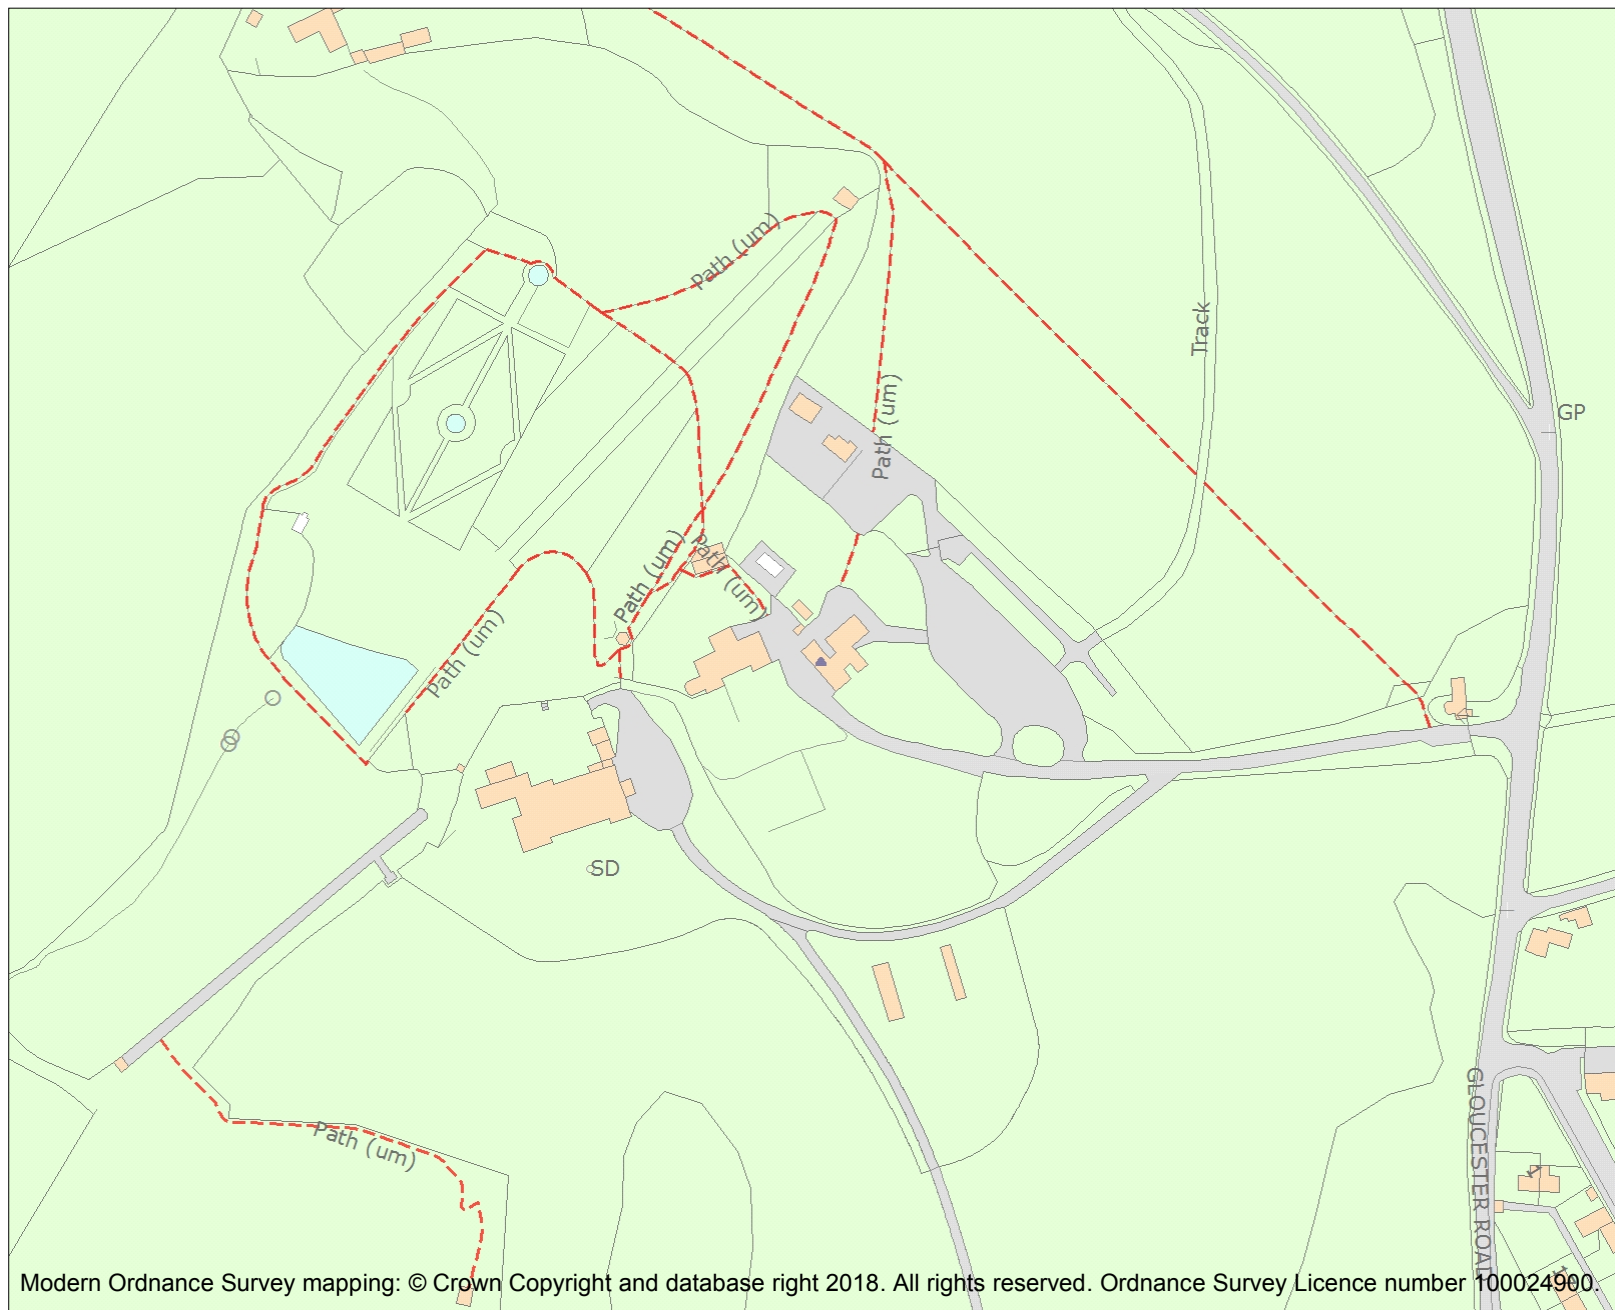 Path (um)
Track
Path (um)
GP
Path (um)
Path (um)
Path (um)
SD
Path (um)
GLOUCESTER ROAD
1
Modern Ordnance Survey mapping: © Crown Copyright and database right 2018. All rights reserved. Ordnance Survey Licence number 100024900.